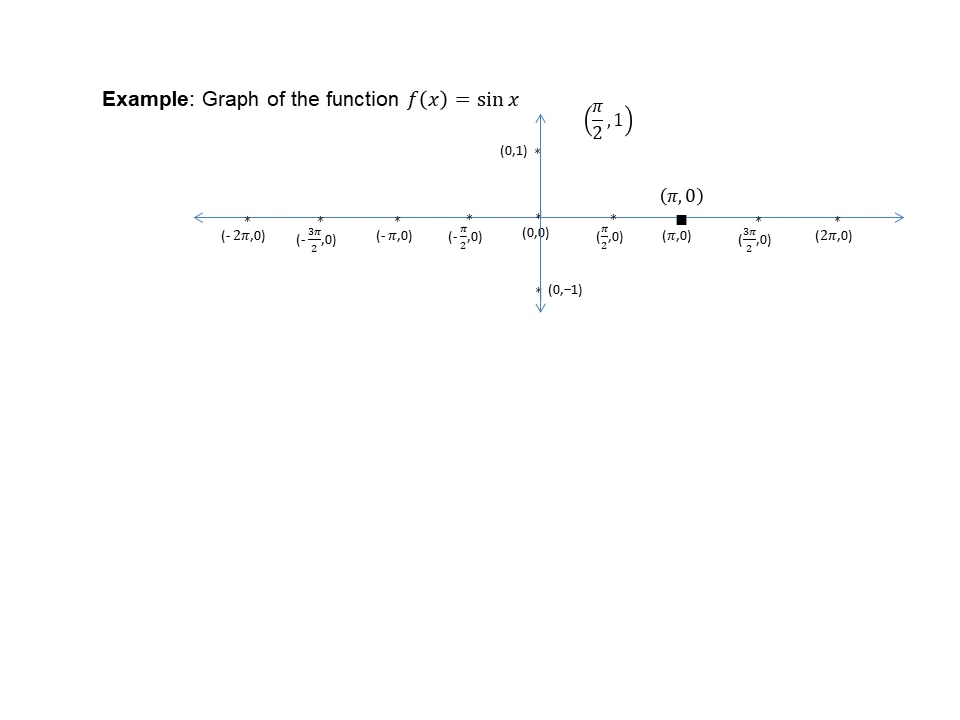 Example: Graph of the function f(x) = sin x
(π/2, 1)
(0,1) *
(π, 0)
(- 2π,0) (- 3π/2,0) (- π,0) (- π/2,0) (0,0) (π/2,0) (π,0) (3π/2,0) (2π,0)
* (0,−1)